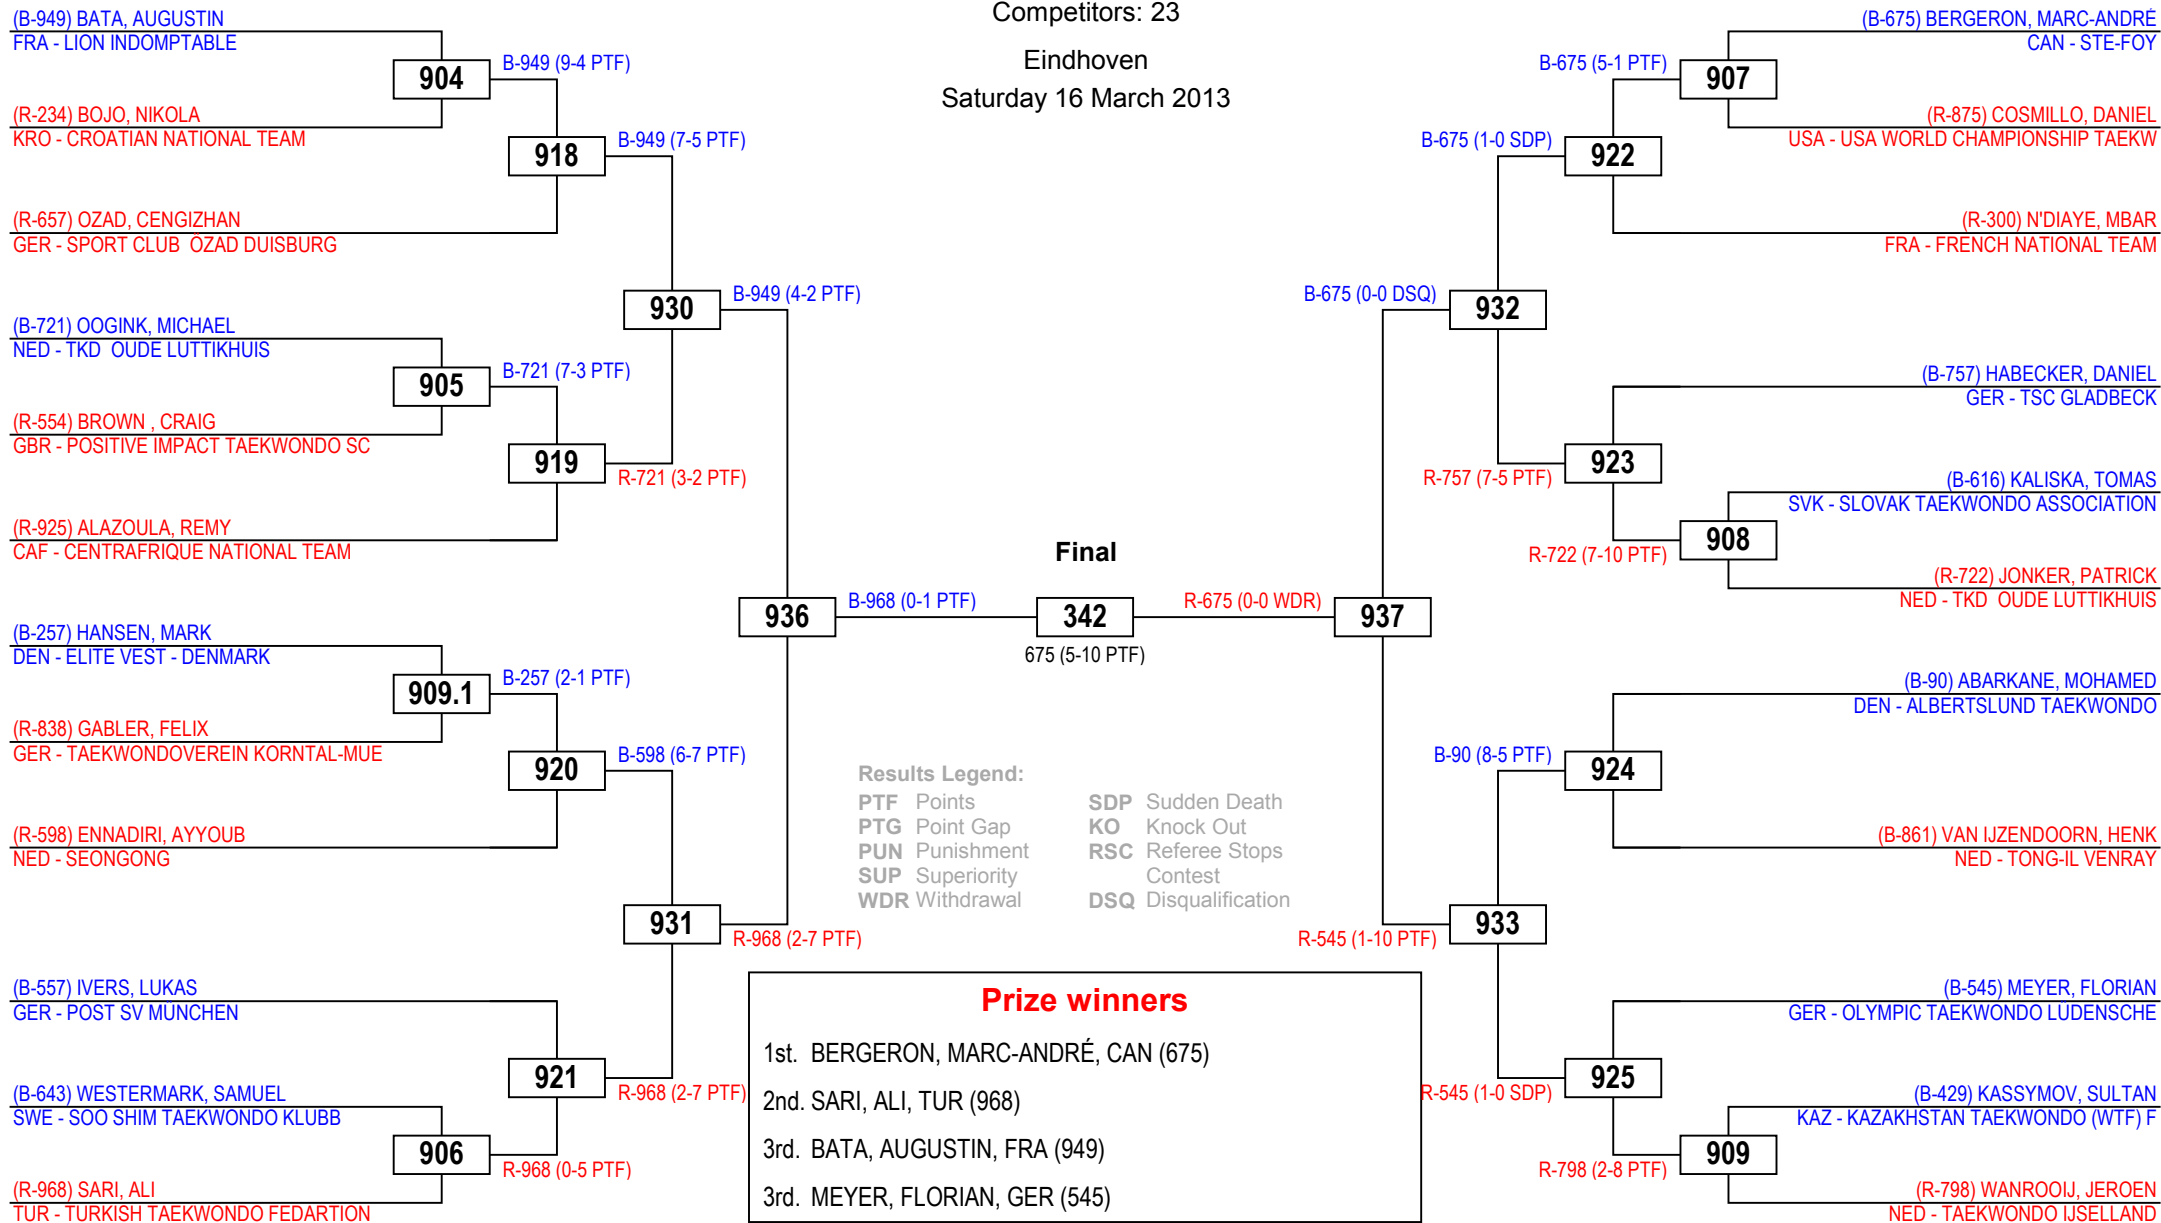 Competitors: 23
Eindhoven
Saturday 16 March 2013
(B-949) BATA, AUGUSTIN
FRA - LION INDOMPTABLE
904
B-949 (9-4 PTF)
(R-234) BOJO, NIKOLA
KRO - CROATIAN NATIONAL TEAM
918
B-949 (7-5 PTF)
(R-657) OZAD, CENGIZHAN
GER - SPORT CLUB  ÖZAD DUISBURG
930
B-949 (4-2 PTF)
(B-721) OOGINK, MICHAEL
NED - TKD  OUDE LUTTIKHUIS
905
B-721 (7-3 PTF)
(R-554) BROWN , CRAIG
GBR - POSITIVE IMPACT TAEKWONDO SC
919
R-721 (3-2 PTF)
(R-925) ALAZOULA, REMY
CAF - CENTRAFRIQUE NATIONAL TEAM
936
B-968 (0-1 PTF)
(B-257) HANSEN, MARK
DEN - ELITE VEST - DENMARK
909.1
B-257 (2-1 PTF)
(R-838) GABLER, FELIX
GER - TAEKWONDOVEREIN KORNTAL-MUE
920
B-598 (6-7 PTF)
(R-598) ENNADIRI, AYYOUB
NED - SEONGONG
931
R-968 (2-7 PTF)
(B-557) IVERS, LUKAS
GER - POST SV MÜNCHEN
921
R-968 (2-7 PTF)
(B-643) WESTERMARK, SAMUEL
SWE - SOO SHIM TAEKWONDO KLUBB
906
R-968 (0-5 PTF)
(R-968) SARI, ALI
TUR - TURKISH TAEKWONDO FEDARTION
Final
342
675 (5-10 PTF)
(B-675) BERGERON, MARC-ANDRÉ
CAN - STE-FOY
B-675 (5-1 PTF)
907
(R-875) COSMILLO, DANIEL
USA - USA WORLD CHAMPIONSHIP TAEKW
B-675 (1-0 SDP)
922
(R-300) N'DIAYE, MBAR
FRA - FRENCH NATIONAL TEAM
B-675 (0-0 DSQ)
932
(B-757) HABECKER, DANIEL
GER - TSC GLADBECK
R-757 (7-5 PTF)
923
(B-616) KALISKA, TOMAS
SVK - SLOVAK TAEKWONDO ASSOCIATION
R-722 (7-10 PTF)
908
(R-722) JONKER, PATRICK
NED - TKD  OUDE LUTTIKHUIS
R-675 (0-0 WDR)
937
(B-90) ABARKANE, MOHAMED
DEN - ALBERTSLUND TAEKWONDO
B-90 (8-5 PTF)
924
(B-861) VAN IJZENDOORN, HENK
NED - TONG-IL VENRAY
R-545 (1-10 PTF)
933
(B-545) MEYER, FLORIAN
GER - OLYMPIC TAEKWONDO LÜDENSCHE
R-545 (1-0 SDP)
925
(B-429) KASSYMOV, SULTAN
KAZ - KAZAKHSTAN TAEKWONDO (WTF) F
R-798 (2-8 PTF)
909
(R-798) WANROOIJ, JEROEN
NED - TAEKWONDO IJSELLAND
Results Legend:
PTF Points SDP Sudden Death
PTG Point Gap KO Knock Out
PUN Punishment RSC Referee Stops
SUP Superiority Contest
WDR Withdrawal DSQ Disqualification
Prize winners
1st. BERGERON, MARC-ANDRÉ, CAN (675)
2nd. SARI, ALI, TUR (968)
3rd. BATA, AUGUSTIN, FRA (949)
3rd. MEYER, FLORIAN, GER (545)